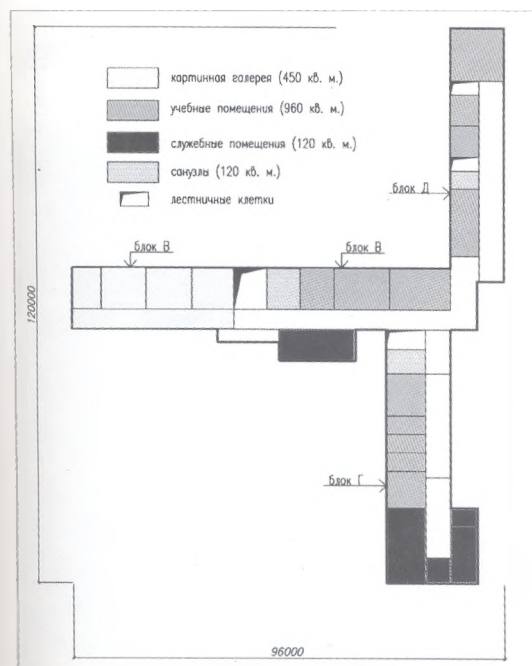 картинная галерея (450 кв. м.)
учебные помещения (960 кв. м.)
служебные помещения (120 кв. м.)
санузлы (120 кв. м.)
лестничные клетки
блок Д
блок В
блок В
120000
блок Г
96000